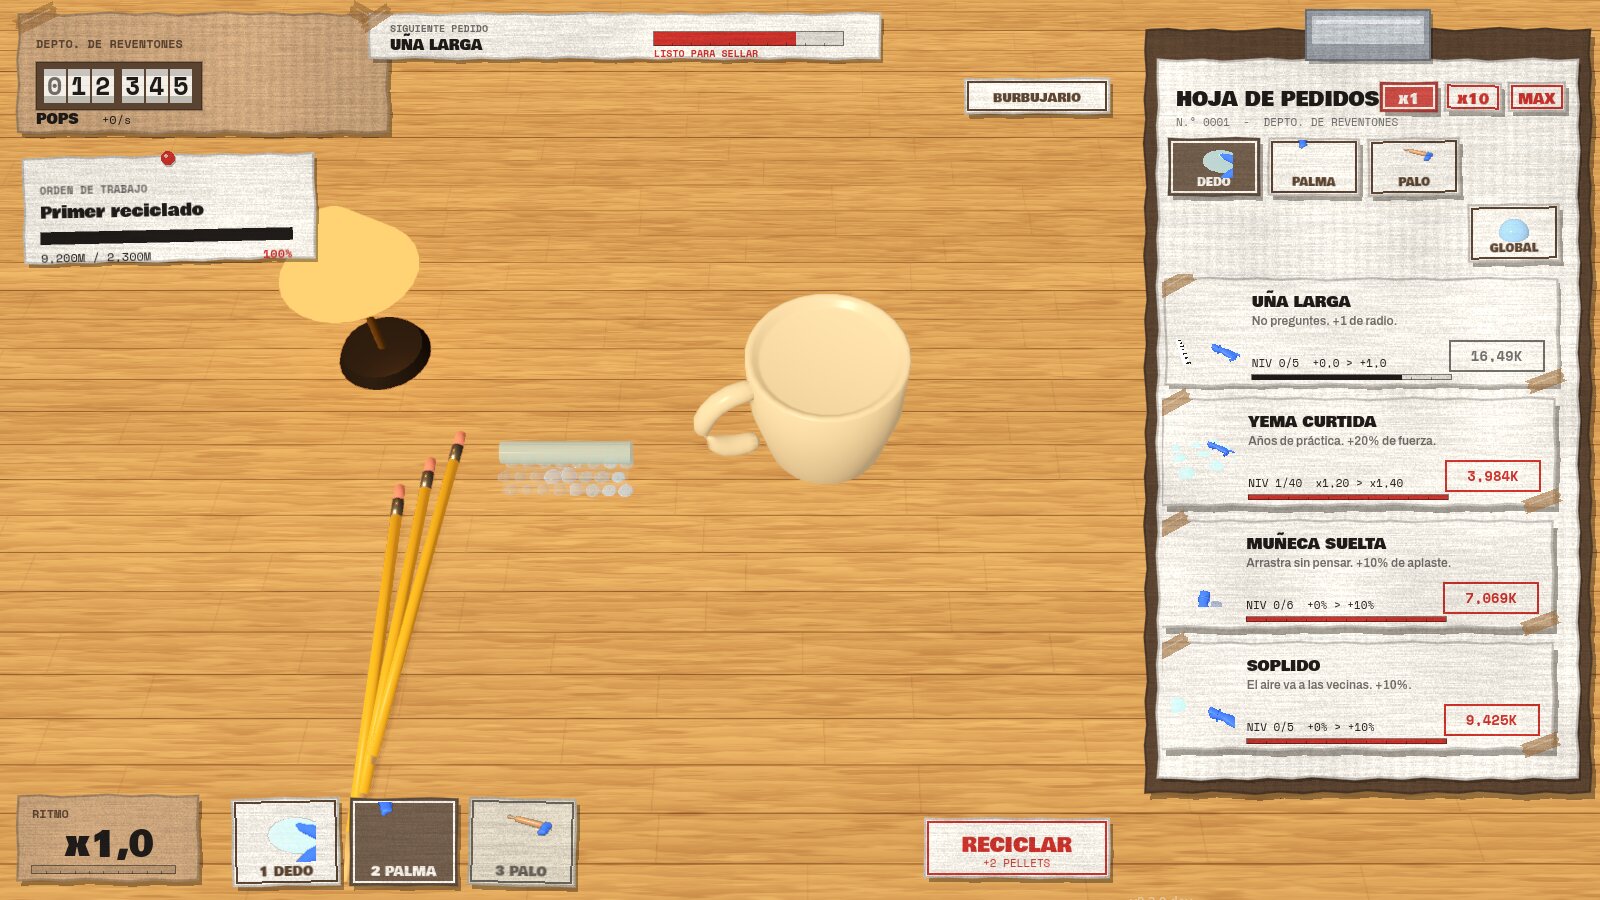 DEPTO. DE REVENTONES
012 345
POPS +0/s
SIGUIENTE PEDIDO
UÑA LARGA
LISTO PARA SELLAR
BURBUJARIO
ORDEN DE TRABAJO
Primer reciclado
9,200M / 2,300M 100%
HOJA DE PEDIDOS x1 x10 MAX
N.° 0001 - DEPTO. DE REVENTONES
DEDO PALMA PALO
GLOBAL
UÑA LARGA
No preguntes. +1 de radio.
NIV 0/5 +0,0 > +1,0 16,49K
YEMA CURTIDA
Años de práctica. +20% de fuerza.
NIV 1/40 x1,20 > x1,40 3,984K
MUÑECA SUELTA
Arrastra sin pensar. +10% de aplaste.
NIV 0/6 +0% > +10% 7,069K
SOPLIDO
El aire va a las vecinas. +10%.
NIV 0/5 +0% > +10% 9,425K
RITMO
x1,0
1 DEDO 2 PALMA 3 PALO
RECICLAR
+2 PELLETS